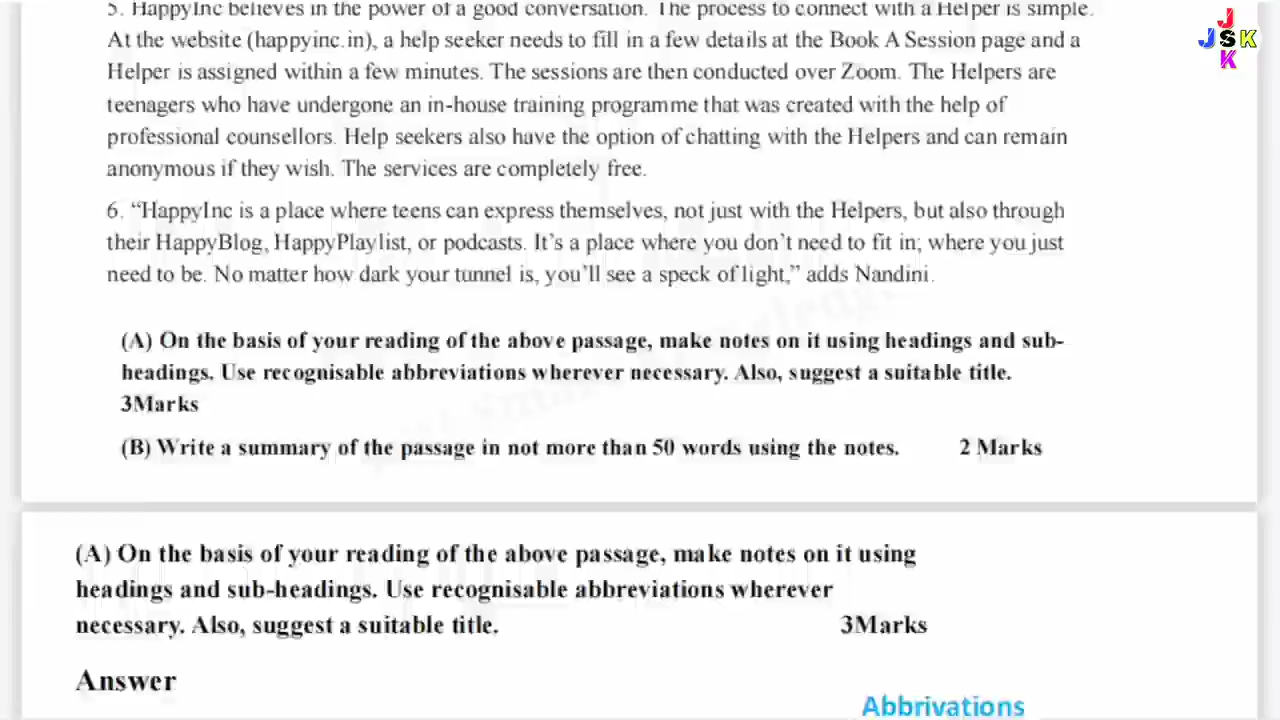 5. HappyInc believes in the power of a good conversation. The process to connect with a Helper is simple.
At the website (happyinc.in), a help seeker needs to fill in a few details at the Book A Session page and a
Helper is assigned within a few minutes. The sessions are then conducted over Zoom. The Helpers are
teenagers who have undergone an in-house training programme that was created with the help of
professional counsellors. Help seekers also have the option of chatting with the Helpers and can remain
anonymous if they wish. The services are completely free.
6. “HappyInc is a place where teens can express themselves, not just with the Helpers, but also through
their HappyBlog, HappyPlaylist, or podcasts. It’s a place where you don’t need to fit in; where you just
need to be. No matter how dark your tunnel is, you’ll see a speck of light,” adds Nandini.
(A) On the basis of your reading of the above passage, make notes on it using headings and sub-
headings. Use recognisable abbreviations wherever necessary. Also, suggest a suitable title.
3Marks
(B) Write a summary of the passage in not more than 50 words using the notes. 2 Marks
(A) On the basis of your reading of the above passage, make notes on it using
headings and sub-headings. Use recognisable abbreviations wherever
necessary. Also, suggest a suitable title. 3Marks
Answer
Abbrivations
J
JSK
K